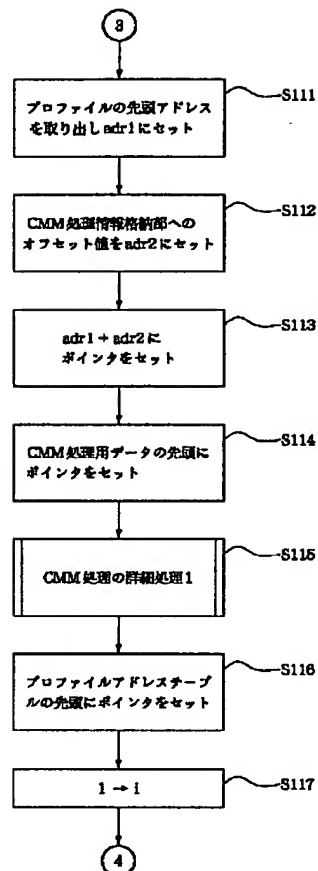 3
プロファイルの先頭アドレス
を取り出しadr1にセット
S111
CMM処理情報格納部への
オフセット値をadr2にセット
S112
adr1+adr2に
ポインタをセット
S113
CMM処理用データの先頭に
ポインタをセット
S114
CMM処理の詳細処理1
S115
プロファイルアドレステーブ
ルの先頭にポインタをセット
S116
1→i
S117
4